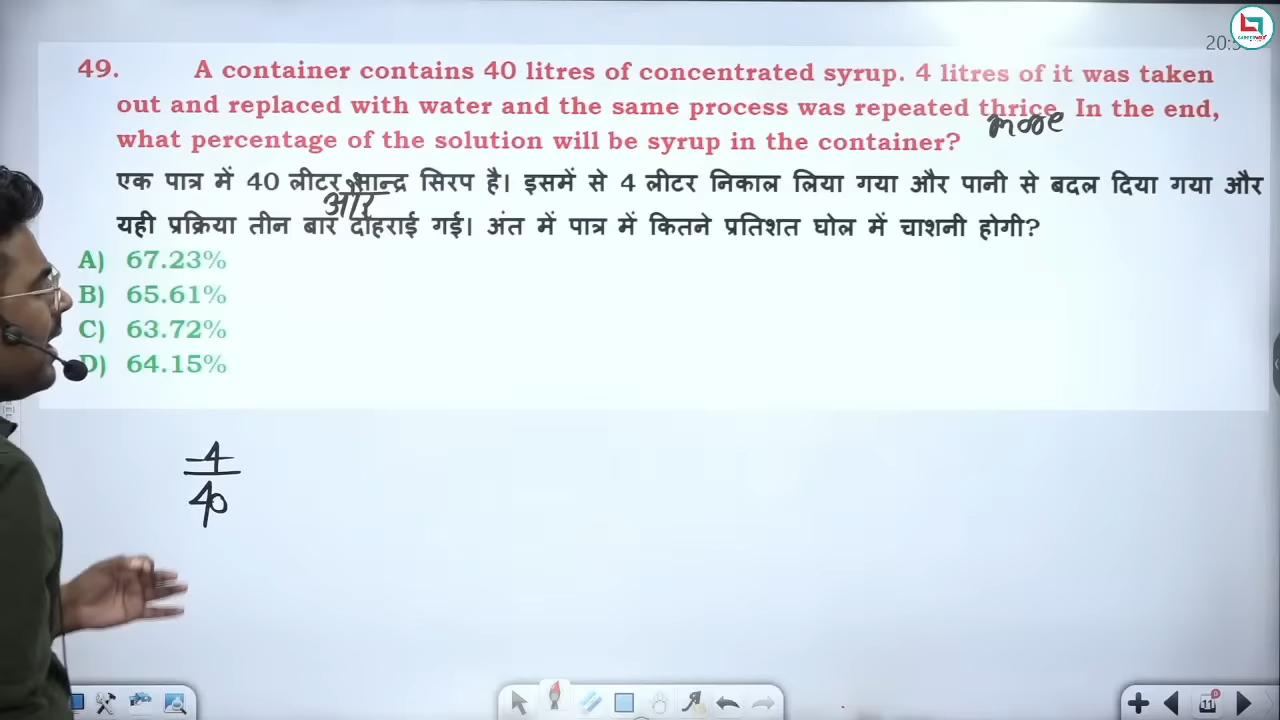 20:5
49. A container contains 40 litres of concentrated syrup. 4 litres of it was taken
out and replaced with water and the same process was repeated thrice. In the end,
more
what percentage of the solution will be syrup in the container?
एक पात्र में 40 लीटर सान्द्र सिरप है। इसमें से 4 लीटर निकाल लिया गया और पानी से बदल दिया गया और
और
यही प्रक्रिया तीन बार दोहराई गई। अंत में पात्र में कितने प्रतिशत घोल में चाशनी होगी?
A) 67.23%
B) 65.61%
C) 63.72%
D) 64.15%
-4
40
11